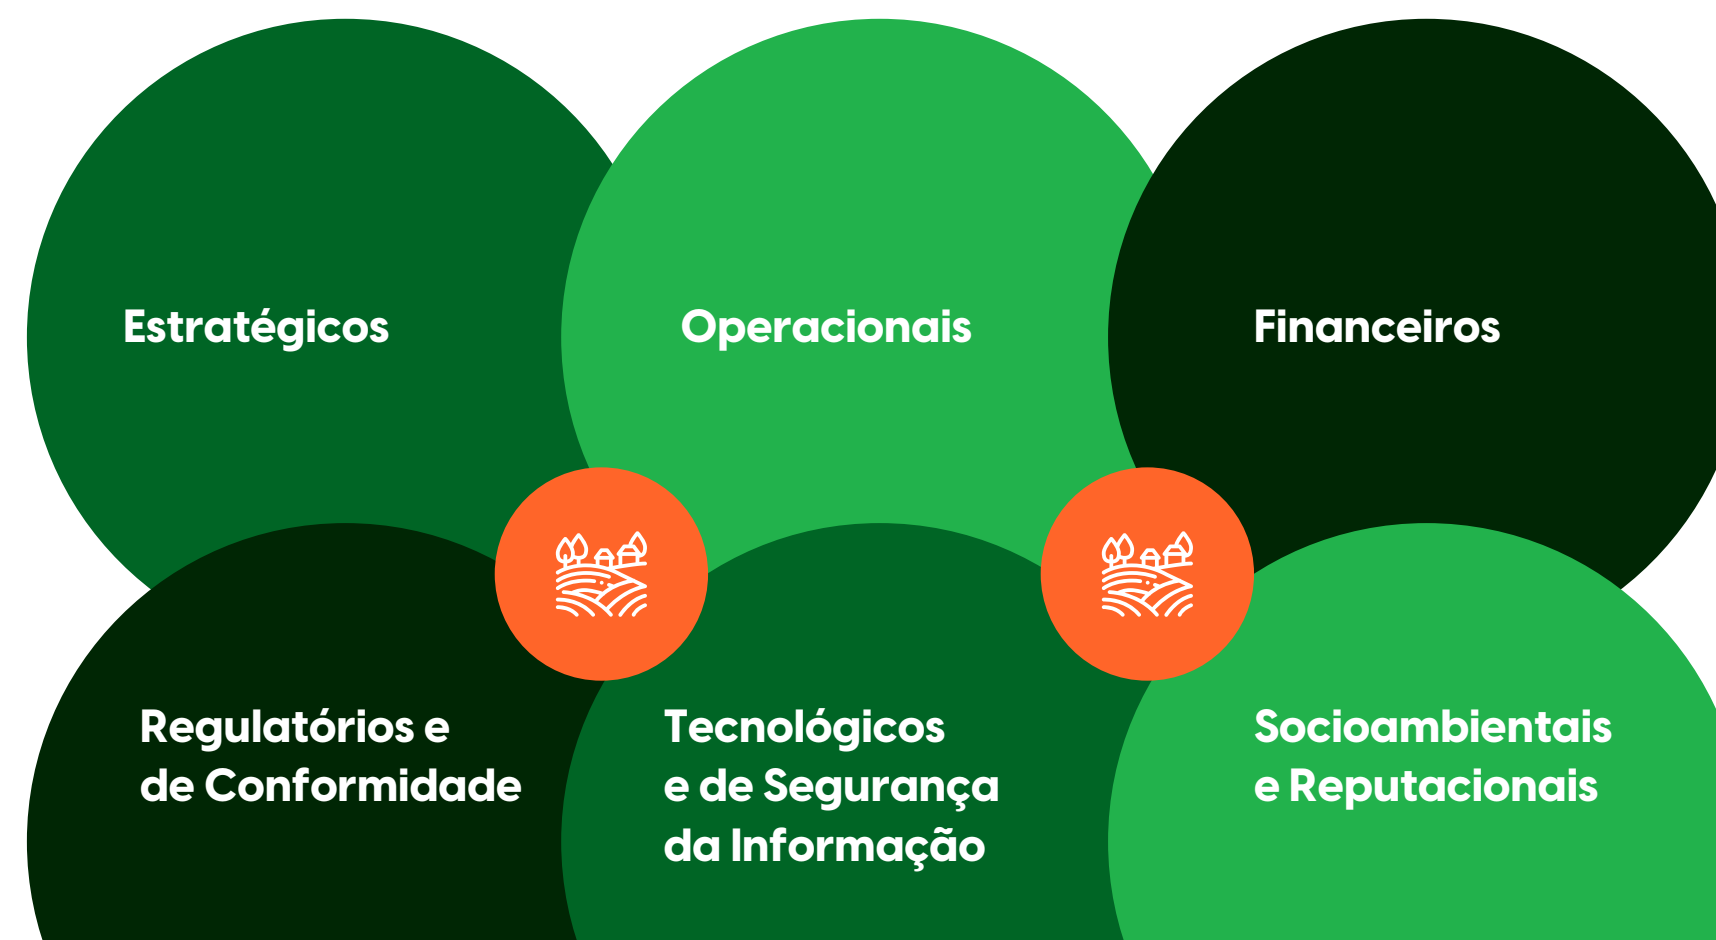 Estratégicos
Operacionais
Financeiros
Regulatórios e
de Conformidade
Tecnológicos
e de Segurança
da Informação
Socioambientais
e Reputacionais